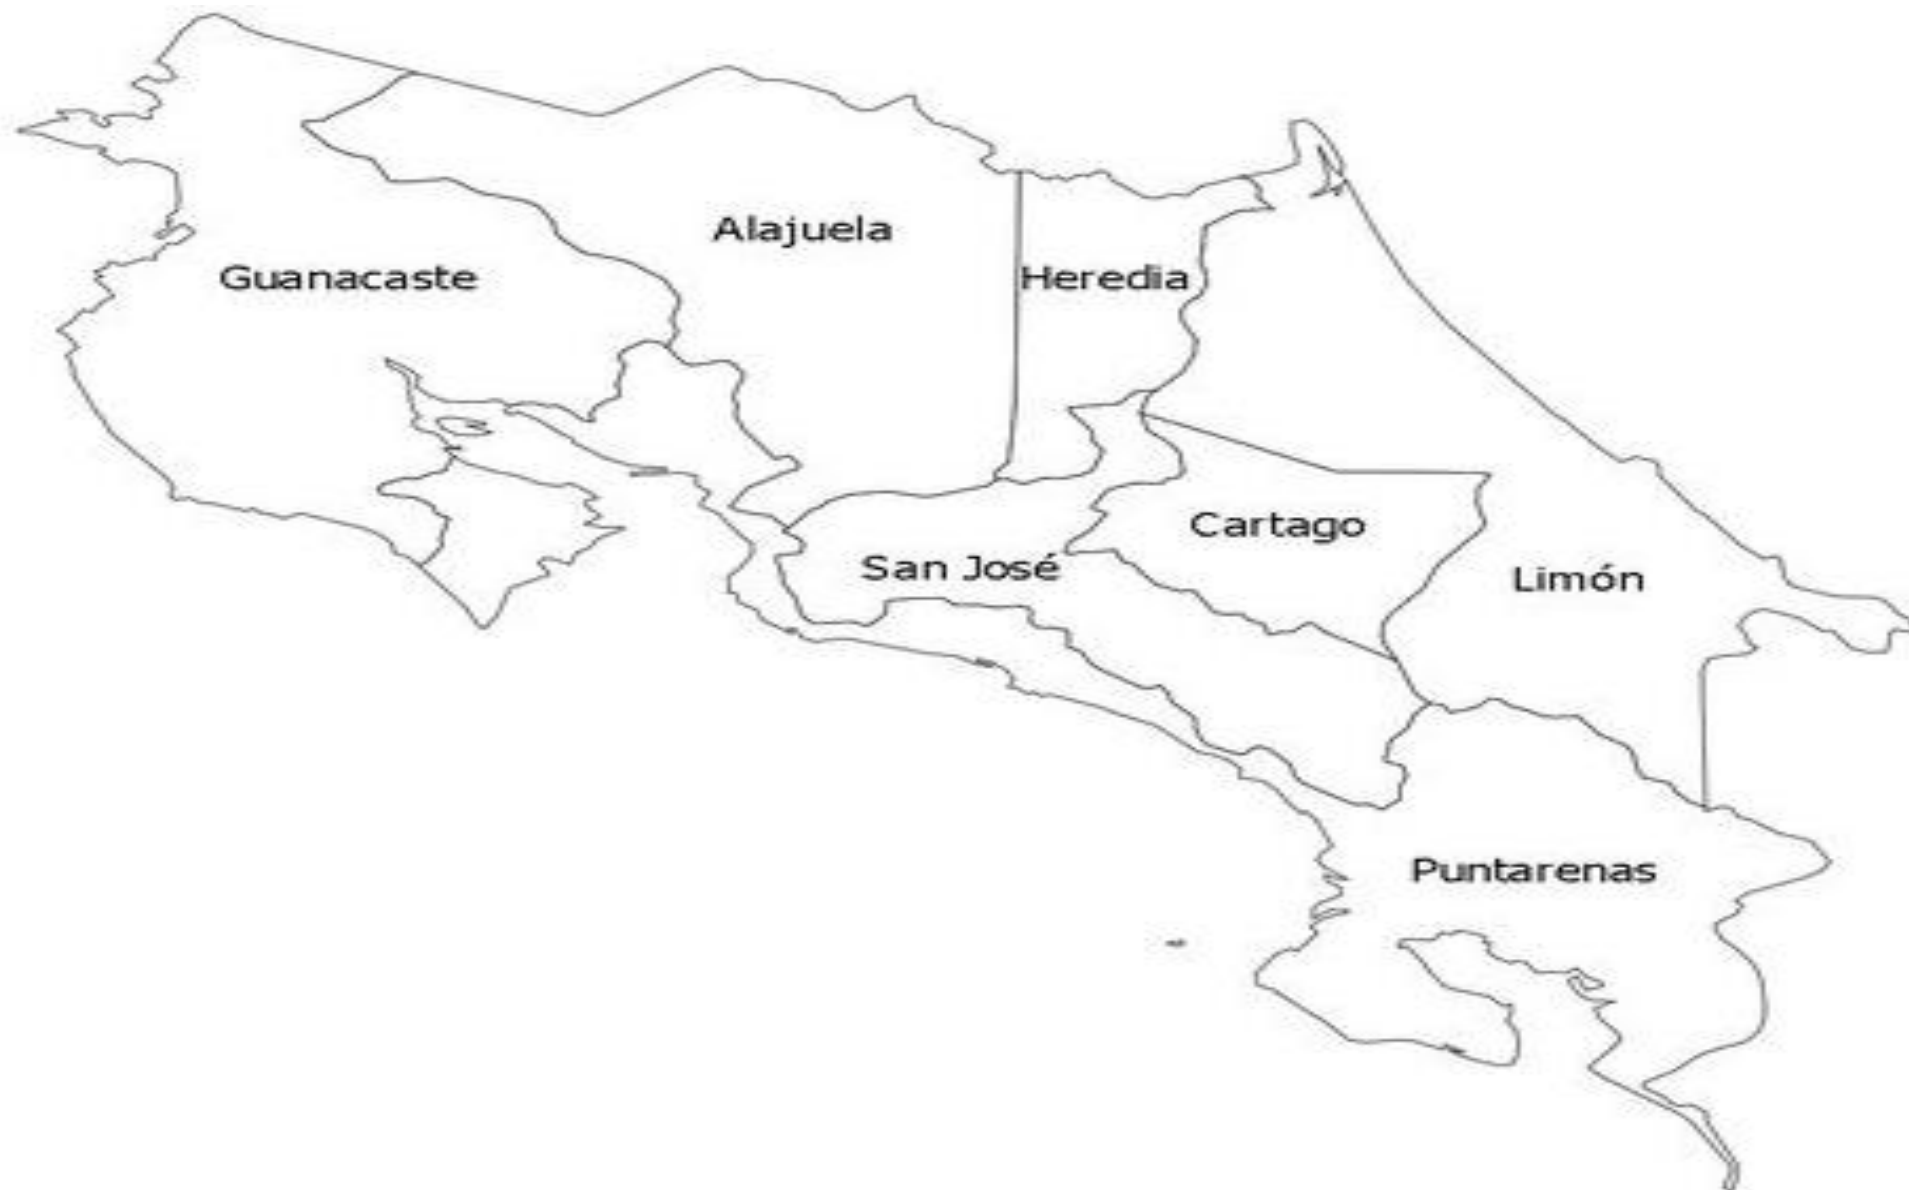 Alajuela
Guanacaste
Heredia
Cartago
San José
Limón
Puntarenas